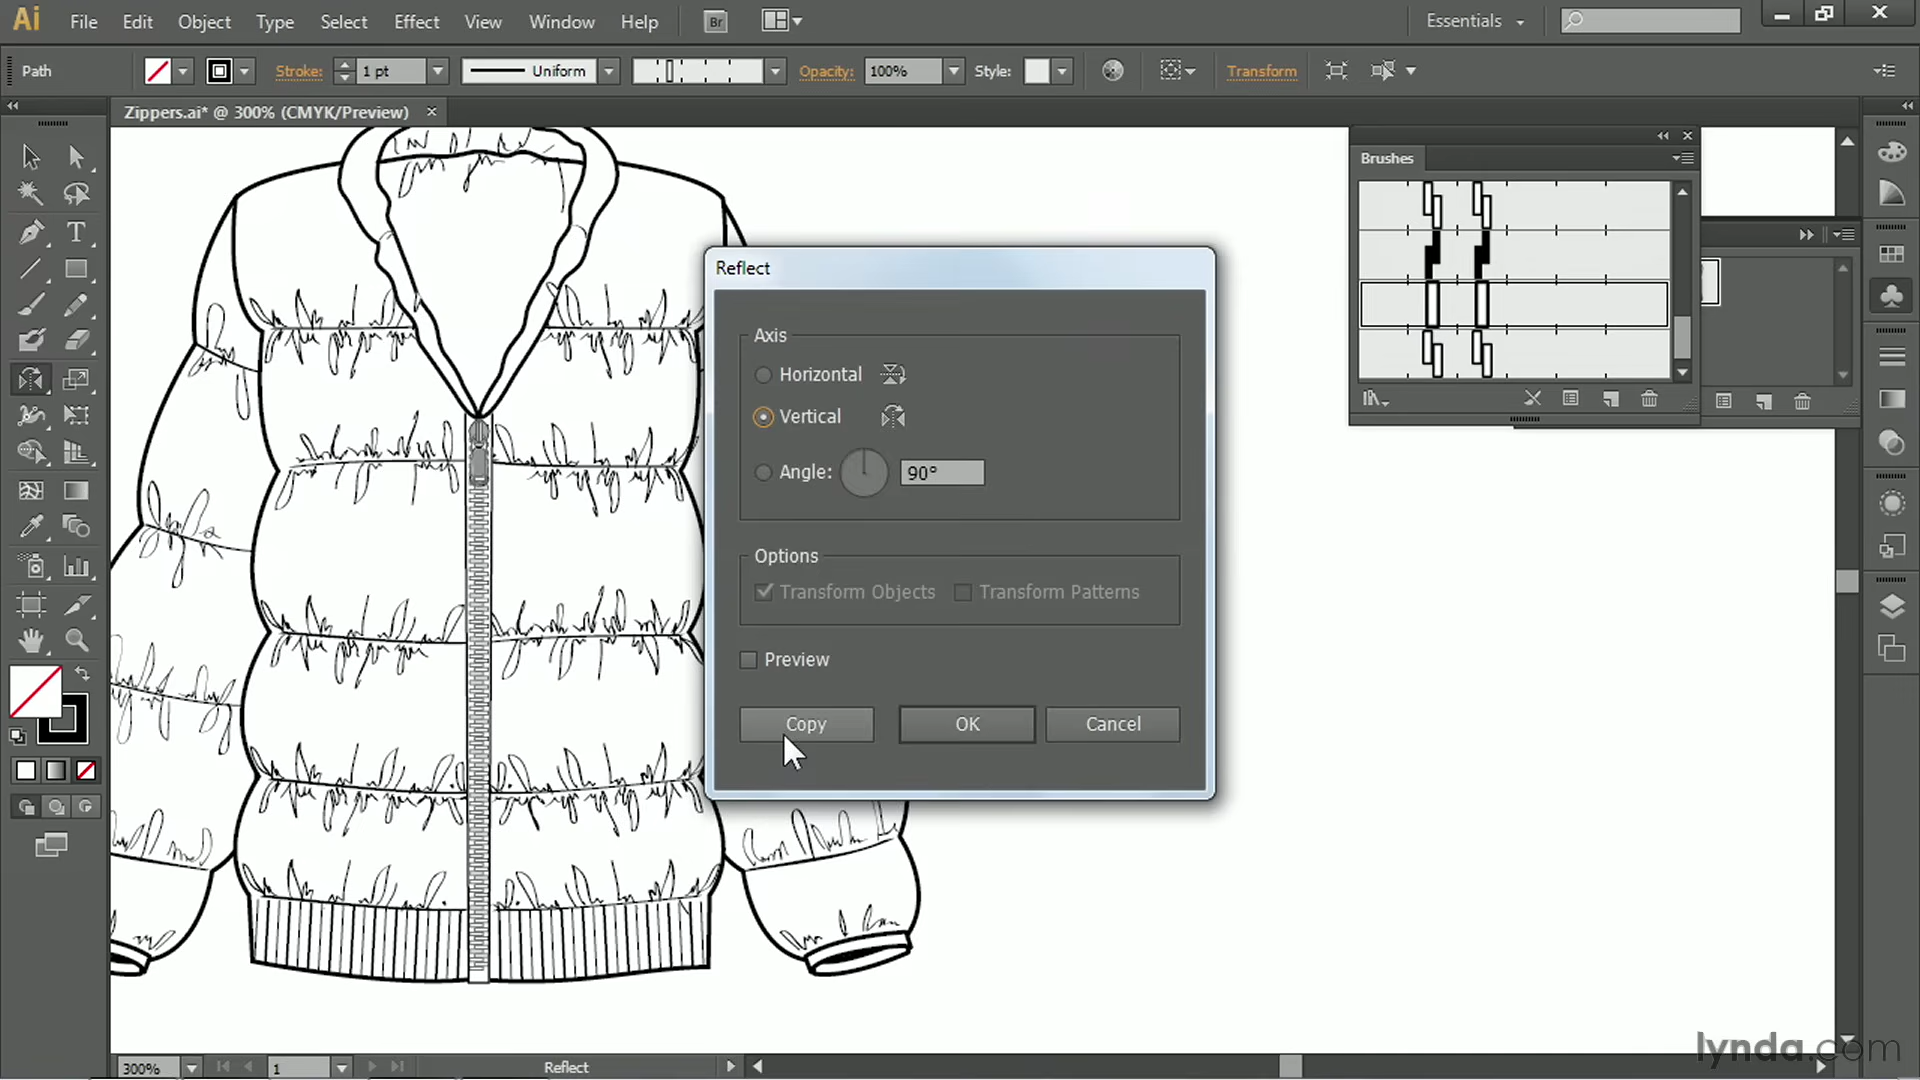 Ai File Edit Object Type Select Effect View Window Help Br Essentials
Path Stroke: 1 pt Uniform Opacity: 100% Style: Transform
Zippers.ai* @ 300% (CMYK/Preview)
Brushes
Reflect
Axis
Horizontal
Vertical
Angle: 90°
Options
Transform Objects Transform Patterns
Preview
Copy OK Cancel
lynda.com
300% 1 Reflect